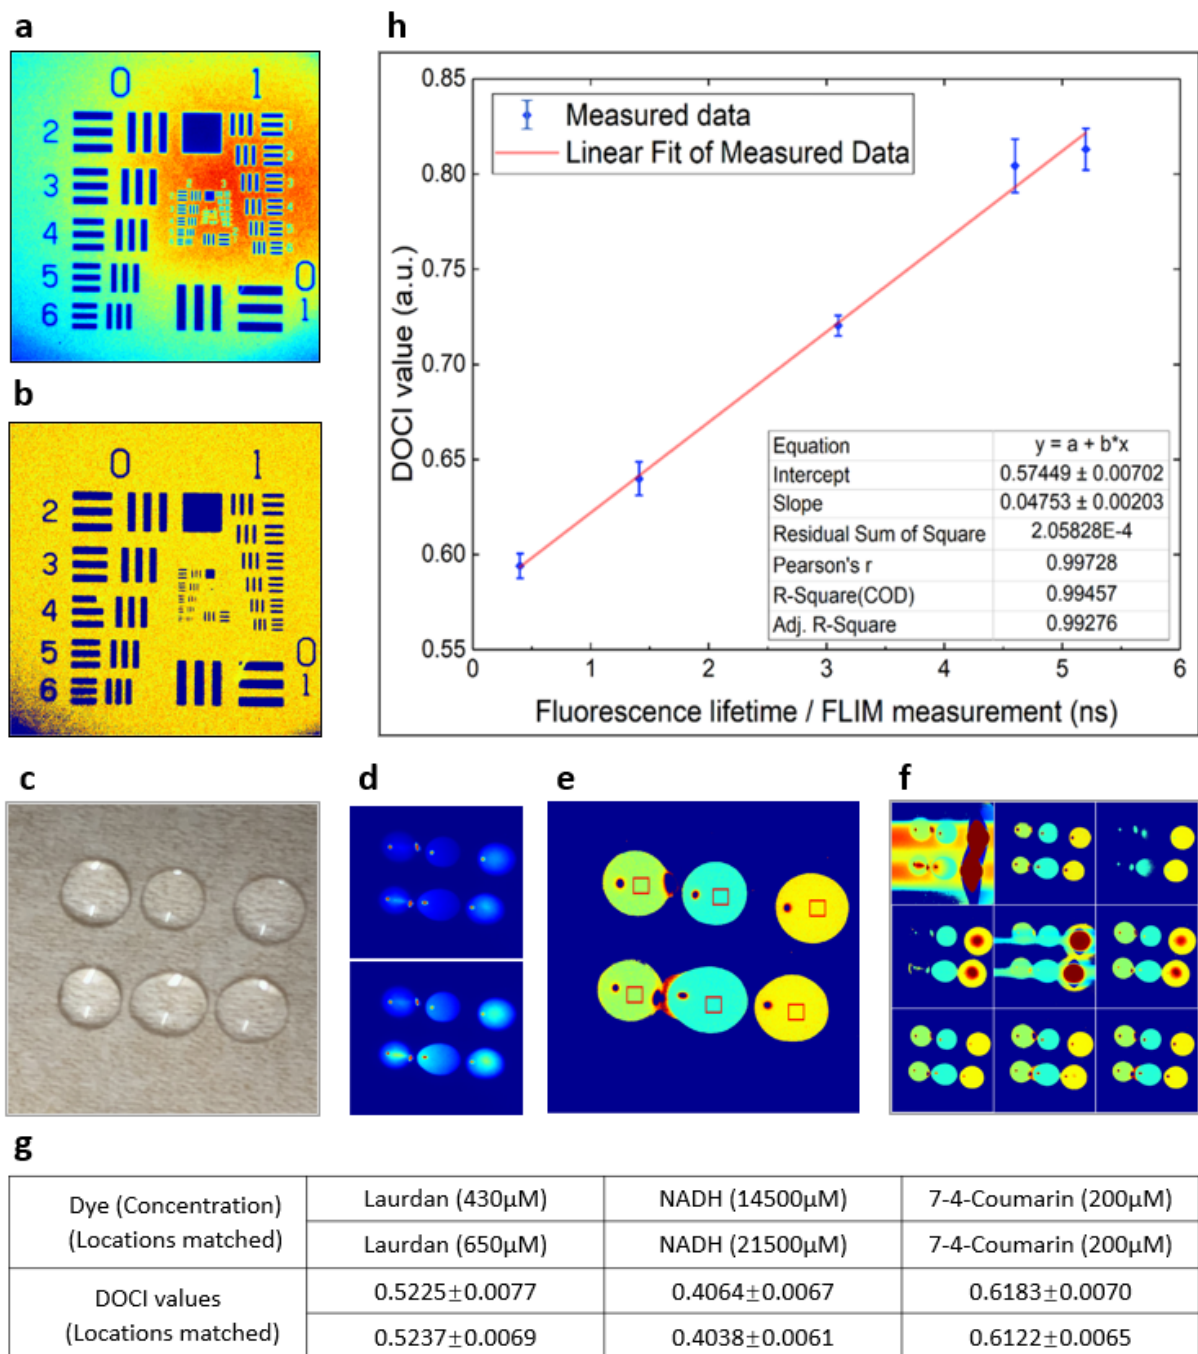 a
0 1
2
3
4
5
6
0
1
b
0 1
2
3
4
5
6
0
1
h
0.85
0.80
0.75
0.70
0.65
0.60
0.55
DOCI value (a.u.)
Measured data
Linear Fit of Measured Data
Equation y = a + b*x
Intercept 0.57449 ± 0.00702
Slope 0.04753 ± 0.00203
Residual Sum of Square 2.05828E-4
Pearson's r 0.99728
R-Square(COD) 0.99457
Adj. R-Square 0.99276
0 1 2 3 4 5 6
Fluorescence lifetime / FLIM measurement (ns)
c
d
e
f
g
Dye (Concentration)
(Locations matched)
Laurdan (430μM) NADH (14500μM) 7-4-Coumarin (200μM)
Laurdan (650μM) NADH (21500μM) 7-4-Coumarin (200μM)
DOCI values
(Locations matched)
0.5225±0.0077 0.4064±0.0067 0.6183±0.0070
0.5237±0.0069 0.4038±0.0061 0.6122±0.0065